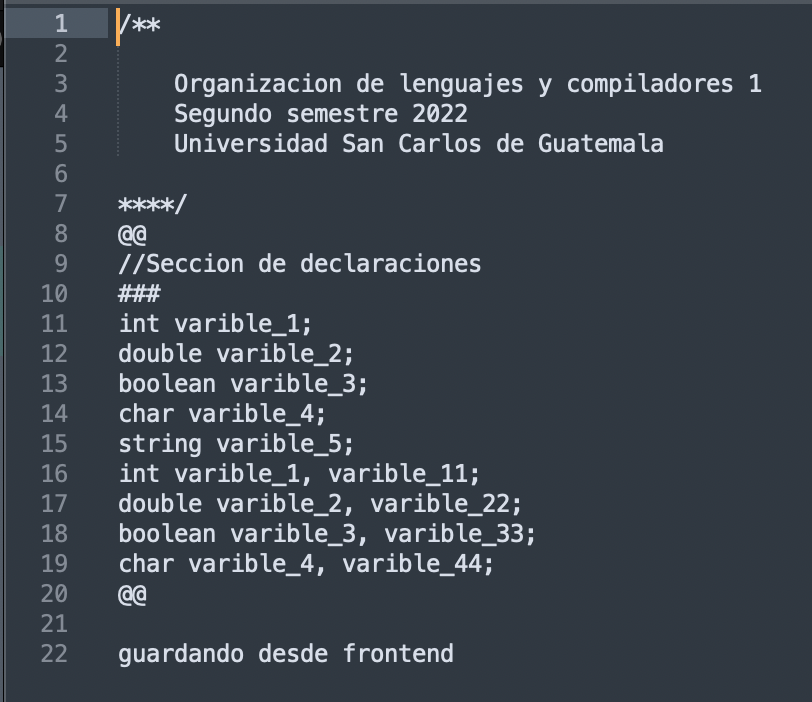 1 /**
2
3 Organizacion de lenguajes y compiladores 1
4 Segundo semestre 2022
5 Universidad San Carlos de Guatemala
6
7 ****/
8 @@
9 //Seccion de declaraciones
10 ###
11 int varible_1;
12 double varible_2;
13 boolean varible_3;
14 char varible_4;
15 string varible_5;
16 int varible_1, varible_11;
17 double varible_2, varible_22;
18 boolean varible_3, varible_33;
19 char varible_4, varible_44;
20 @@
21
22 guardando desde frontend